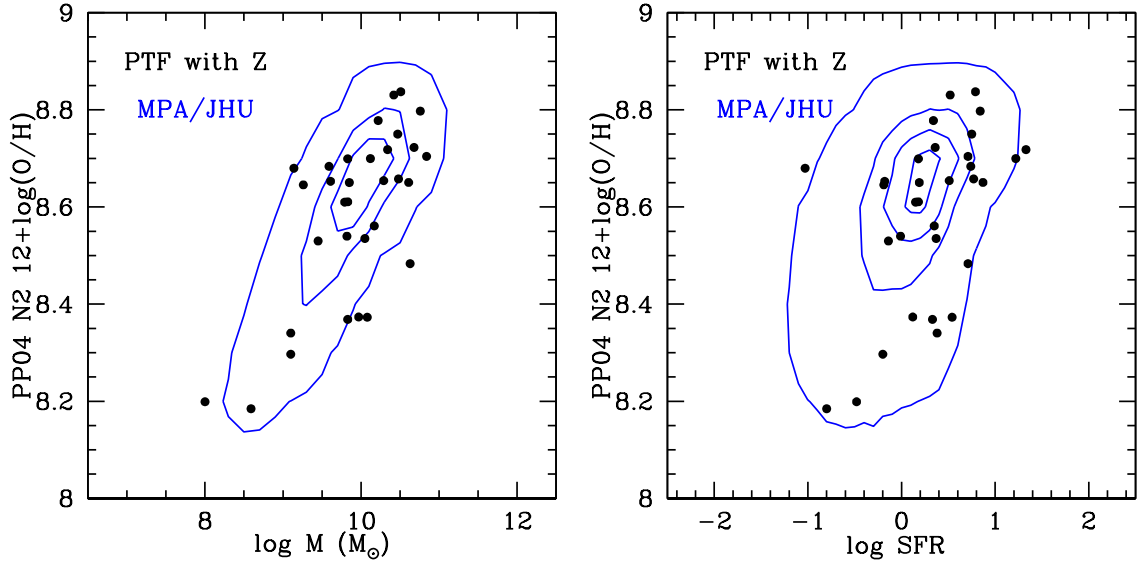 9
8.8
8.6
8.4
8.2
8
PP04 N2 12+log(O/H)
PTF with Z
MPA/JHU
8 10 12
log M (M☉)
9
8.8
8.6
8.4
8.2
8
PP04 N2 12+log(O/H)
PTF with Z
MPA/JHU
−2 −1 0 1 2
log SFR